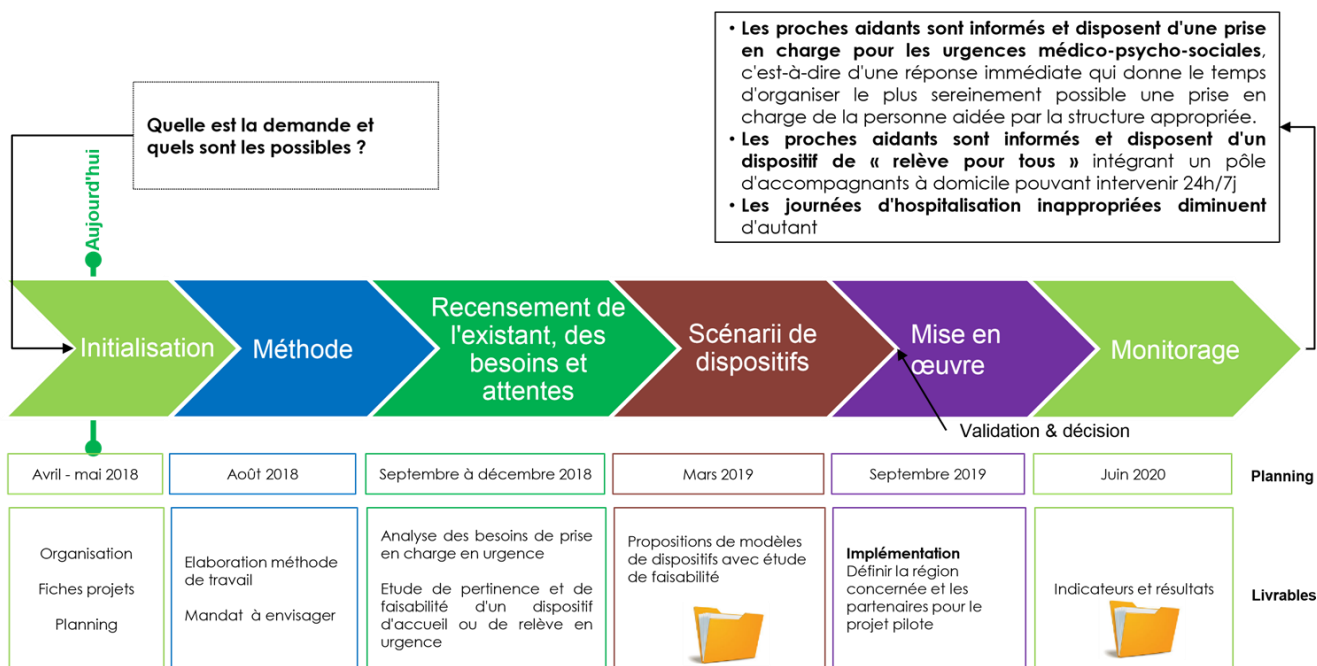 • Les proches aidants sont informés et disposent d'une prise
en charge pour les urgences médico-psycho-sociales,
c'est-à-dire d'une réponse immédiate qui donne le temps
d'organiser le plus sereinement possible une prise en
charge de la personne aidée par la structure appropriée.
• Les proches aidants sont informés et disposent d'un
dispositif de « relève pour tous » intégrant un pôle
d'accompagnants à domicile pouvant intervenir 24h/7j
• Les journées d'hospitalisation inappropriées diminuent
d'autant
Quelle est la demande et
quels sont les possibles ?
Aujourd'hui
Initialisation
Méthode
Recensement de
l'existant, des
besoins et
attentes
Scénarii de
dispositifs
Mise en
œuvre
Monitorage
Validation & décision
Avril - mai 2018
Août 2018
Septembre à décembre 2018
Mars 2019
Septembre 2019
Juin 2020
Planning
Organisation
Fiches projets
Planning
Elaboration méthode
de travail
Mandat à envisager
Analyse des besoins de prise
en charge en urgence
Etude de pertinence et de
faisabilité d'un dispositif
d'accueil ou de relève en
urgence
Propositions de modèles
de dispositifs avec étude
de faisabilité
Implémentation
Définir la région
concernée et les
partenaires pour le
projet pilote
Indicateurs et résultats
Livrables